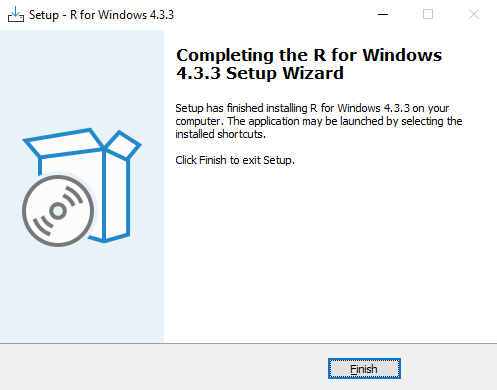 Setup - R for Windows 4.3.3
Completing the R for Windows
4.3.3 Setup Wizard
Setup has finished installing R for Windows 4.3.3 on your
computer. The application may be launched by selecting the
installed shortcuts.
Click Finish to exit Setup.
Finish